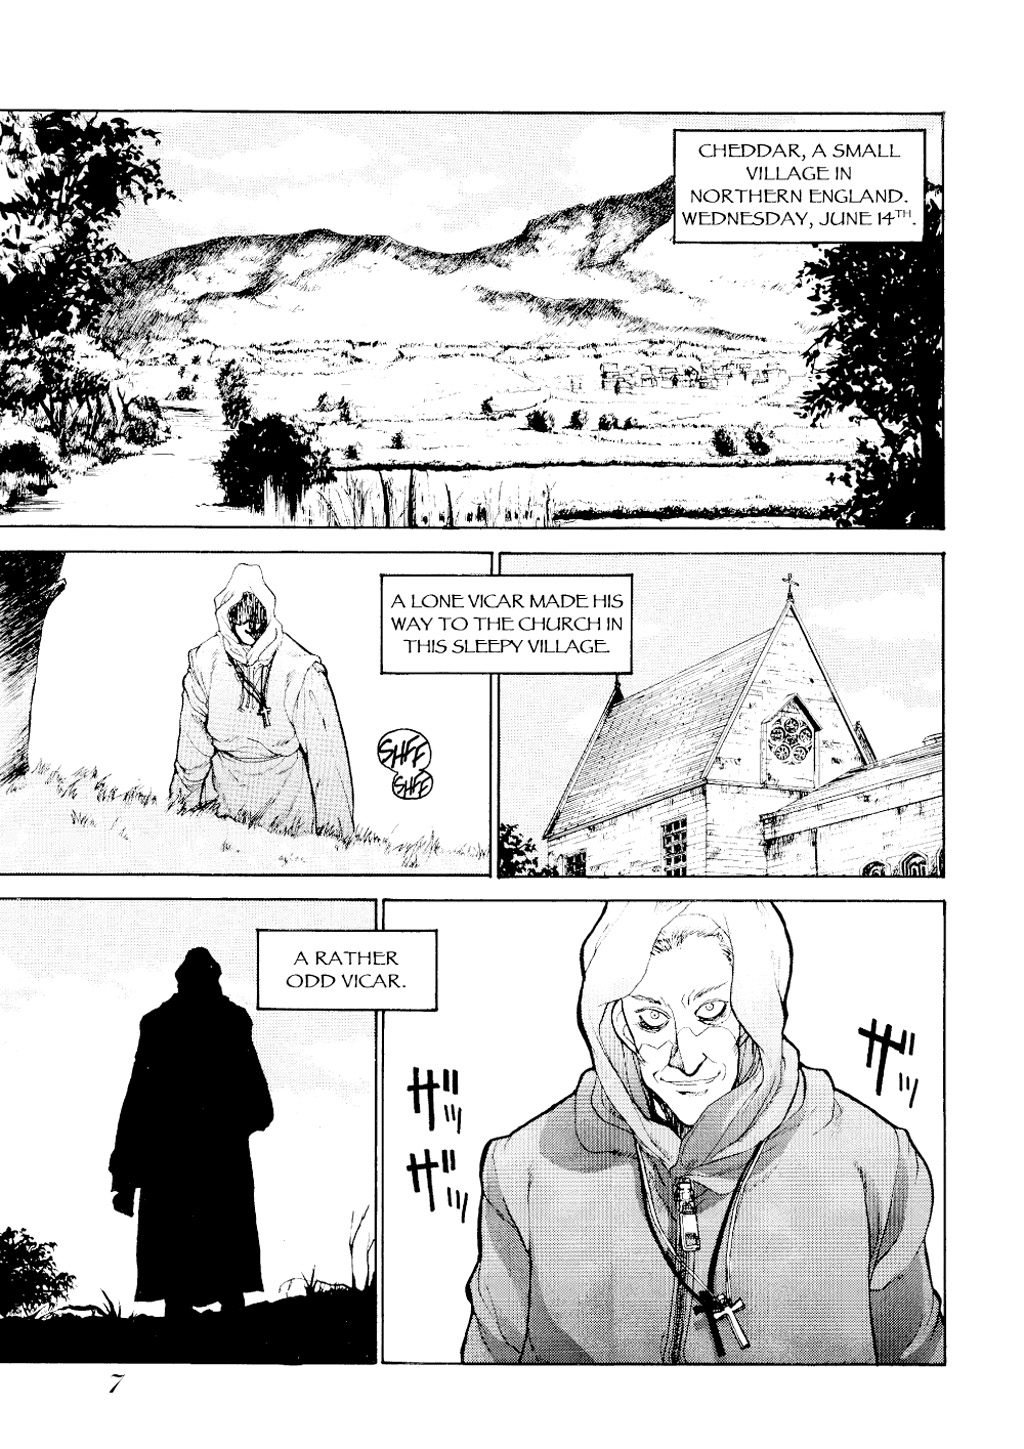 CHEDDAR, A SMALL
VILLAGE IN
NORTHERN ENGLAND.
WEDNESDAY, JUNE 14TH.
A LONE VICAR MADE HIS
WAY TO THE CHURCH IN
THIS SLEEPY VILLAGE.
SHFF
SHFF
A RATHER
ODD VICAR.
ザッ
ザッ
ザッ
7